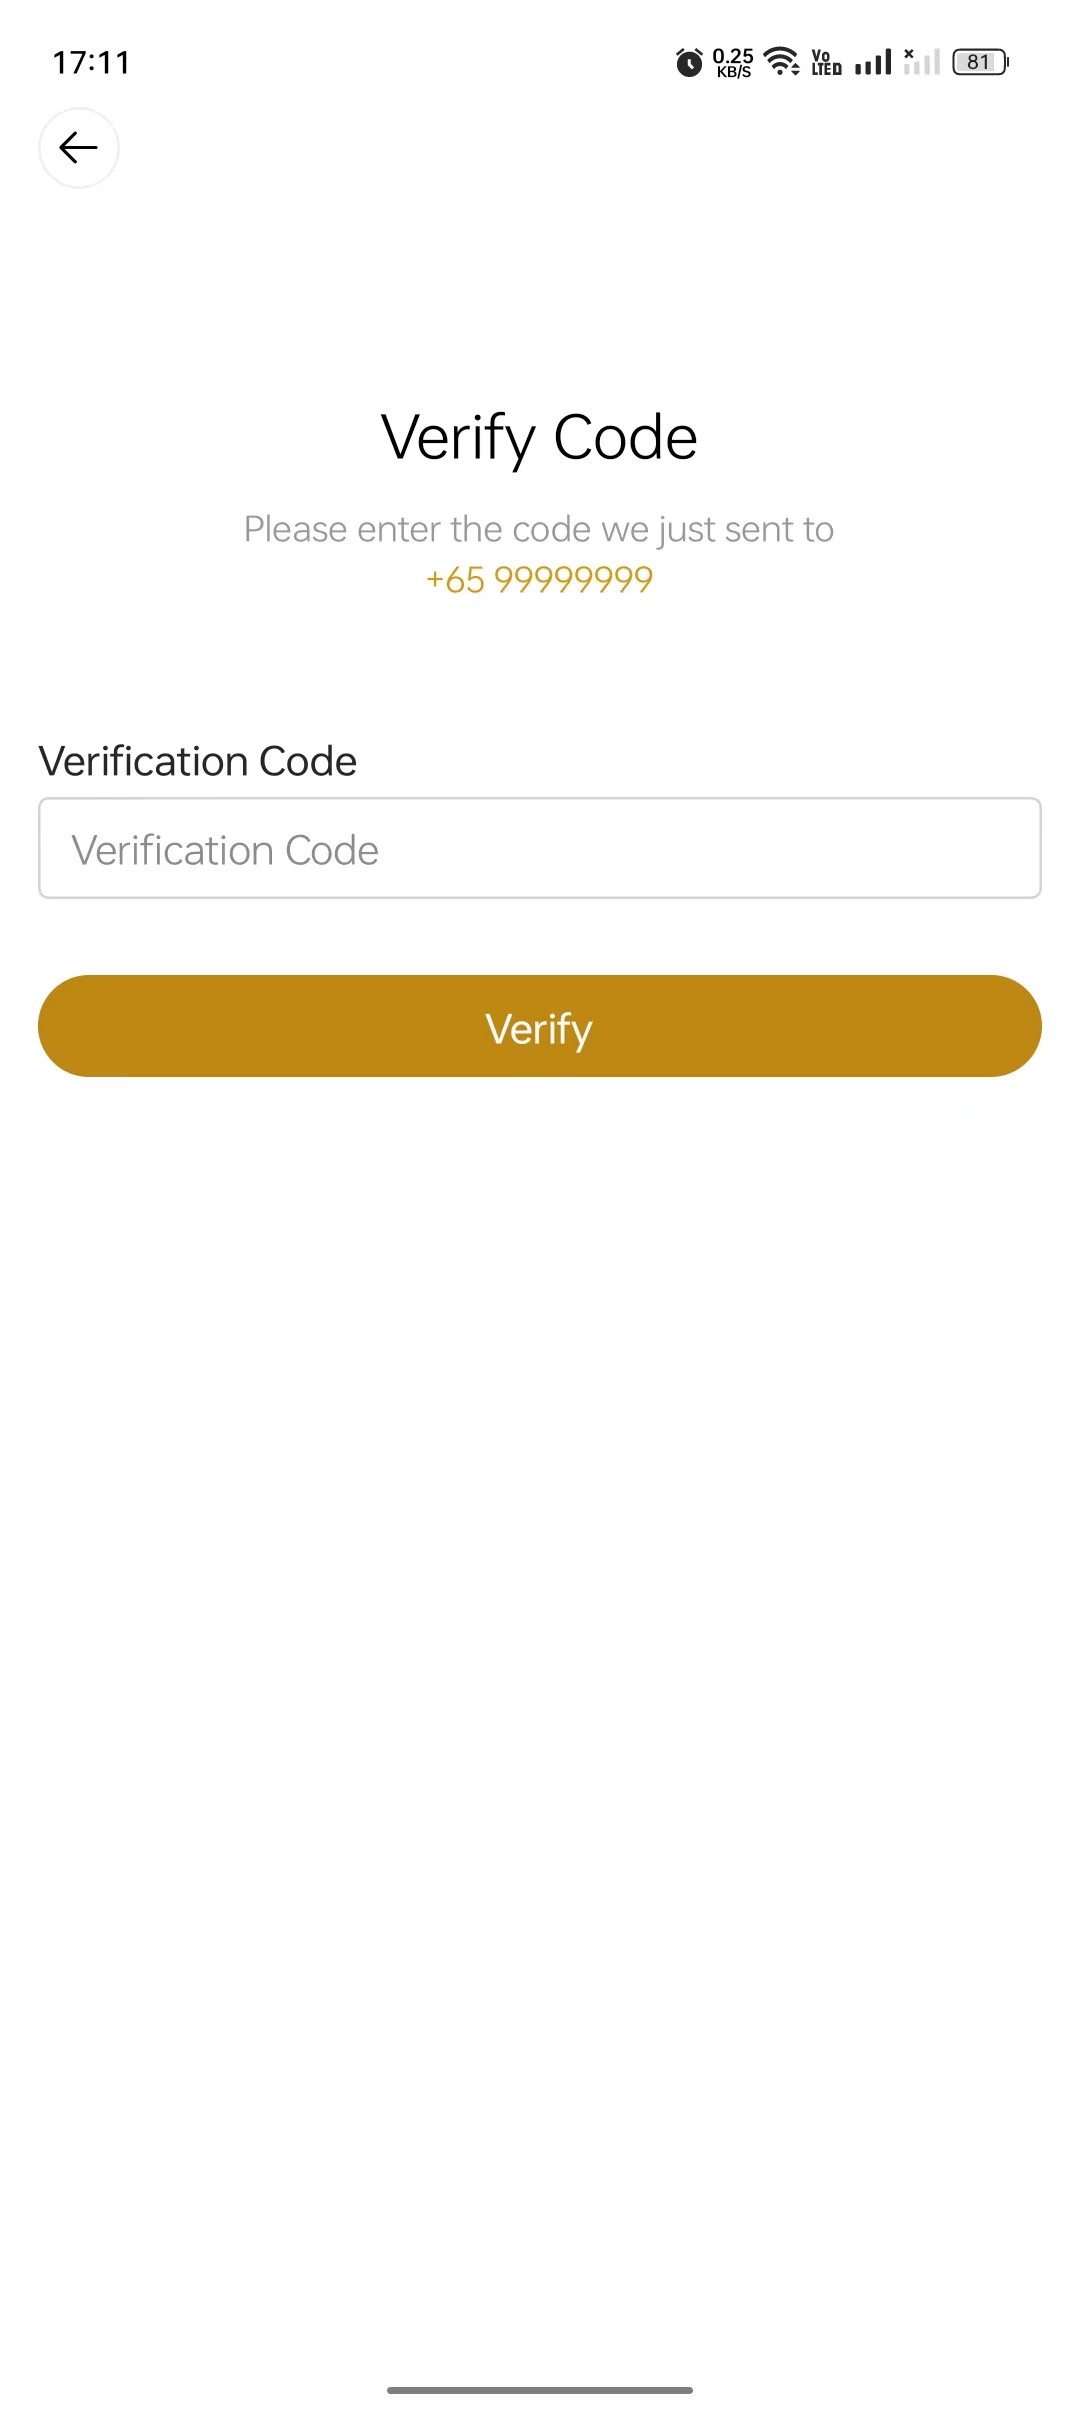 17:11
0.25
KB/S
Vo
LTE
81
Verify Code
Please enter the code we just sent to
+65 99999999
Verification Code
Verification Code
Verify